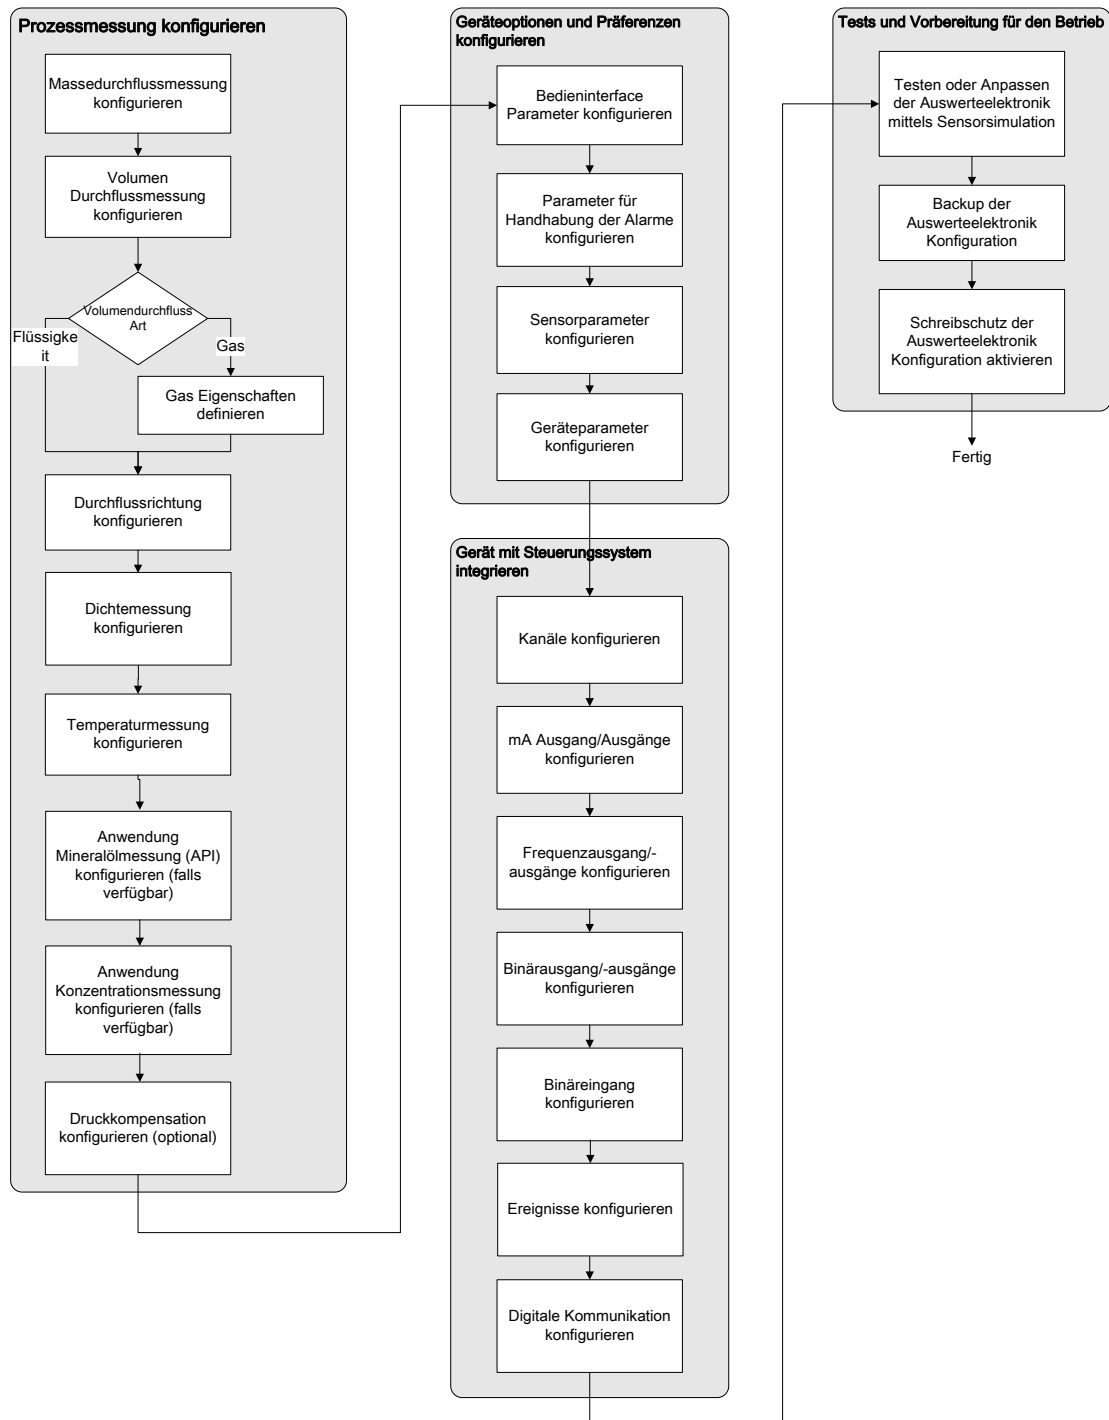 Prozessmessung konfigurieren
Massedurchflussmessung
konfigurieren
Volumen
Durchflussmessung
konfigurieren
Volumendurchfluss
Art
Flüssigke
it
Gas
Gas Eigenschaften
definieren
Durchflussrichtung
konfigurieren
Dichtemessung
konfigurieren
Temperaturmessung
konfigurieren
Anwendung
Mineralölmessung (API)
konfigurieren (falls
verfügbar)
Anwendung
Konzentrationsmessung
konfigurieren (falls
verfügbar)
Druckkompensation
konfigurieren (optional)
Geräteoptionen und Präferenzen
konfigurieren
Bedieninterface
Parameter konfigurieren
Parameter für
Handhabung der Alarme
konfigurieren
Sensorparameter
konfigurieren
Geräteparameter
konfigurieren
Gerät mit Steuerungssystem
integrieren
Kanäle konfigurieren
mA Ausgang/Ausgänge
konfigurieren
Frequenzausgang/-
ausgänge konfigurieren
Binärausgang/-ausgänge
konfigurieren
Binäreingang
konfigurieren
Ereignisse konfigurieren
Digitale Kommunikation
konfigurieren
Tests und Vorbereitung für den Betrieb
Testen oder Anpassen
der Auswerteelektronik
mittels Sensorsimulation
Backup der
Auswerteelektronik
Konfiguration
Schreibschutz der
Auswerteelektronik
Konfiguration aktivieren
Fertig